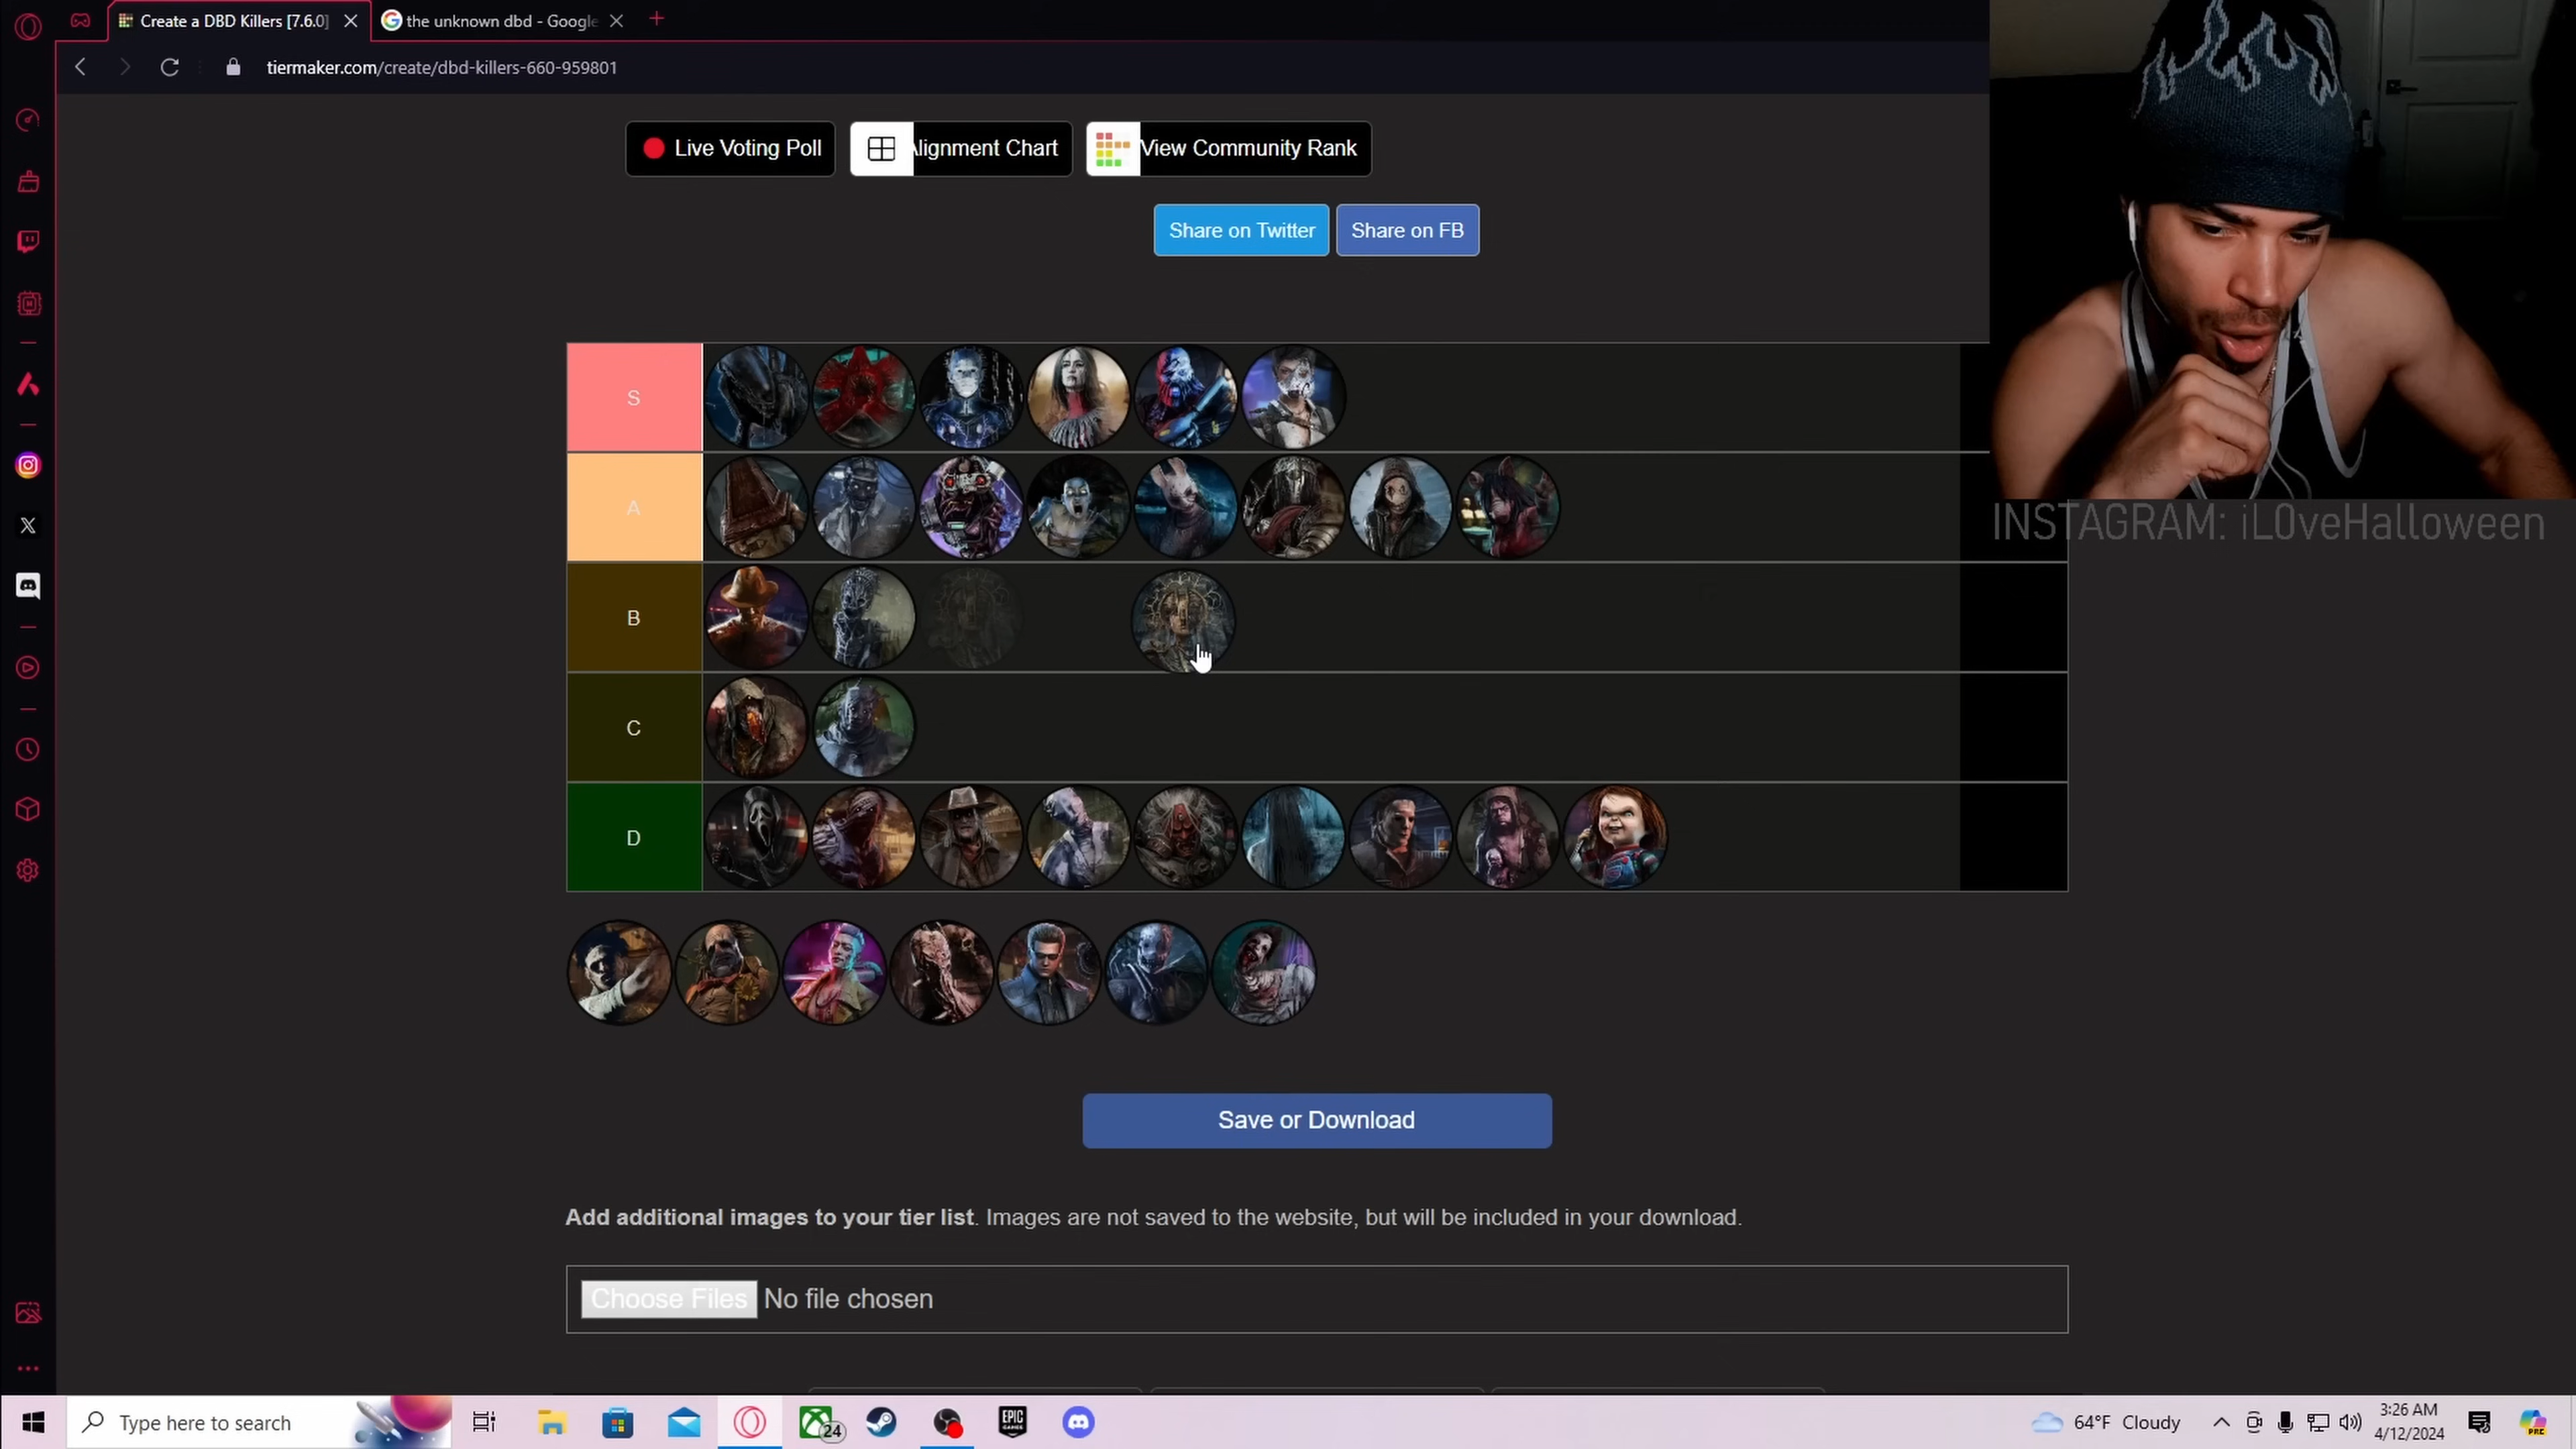 Create a DBD Killers [7.6.0]
the unknown dbd - Google
tiermaker.com/create/dbd-killers-660-959801
Live Voting Poll
lignment Chart
View Community Rank
Share on Twitter
Share on FB
INSTAGRAM: iL0veHalloween
S
A
B
C
D
Save or Download
Add additional images to your tier list. Images are not saved to the website, but will be included in your download.
Choose Files No file chosen
Type here to search
24
EPIC GAMES
64°F Cloudy
3:26 AM
4/12/2024
PRE